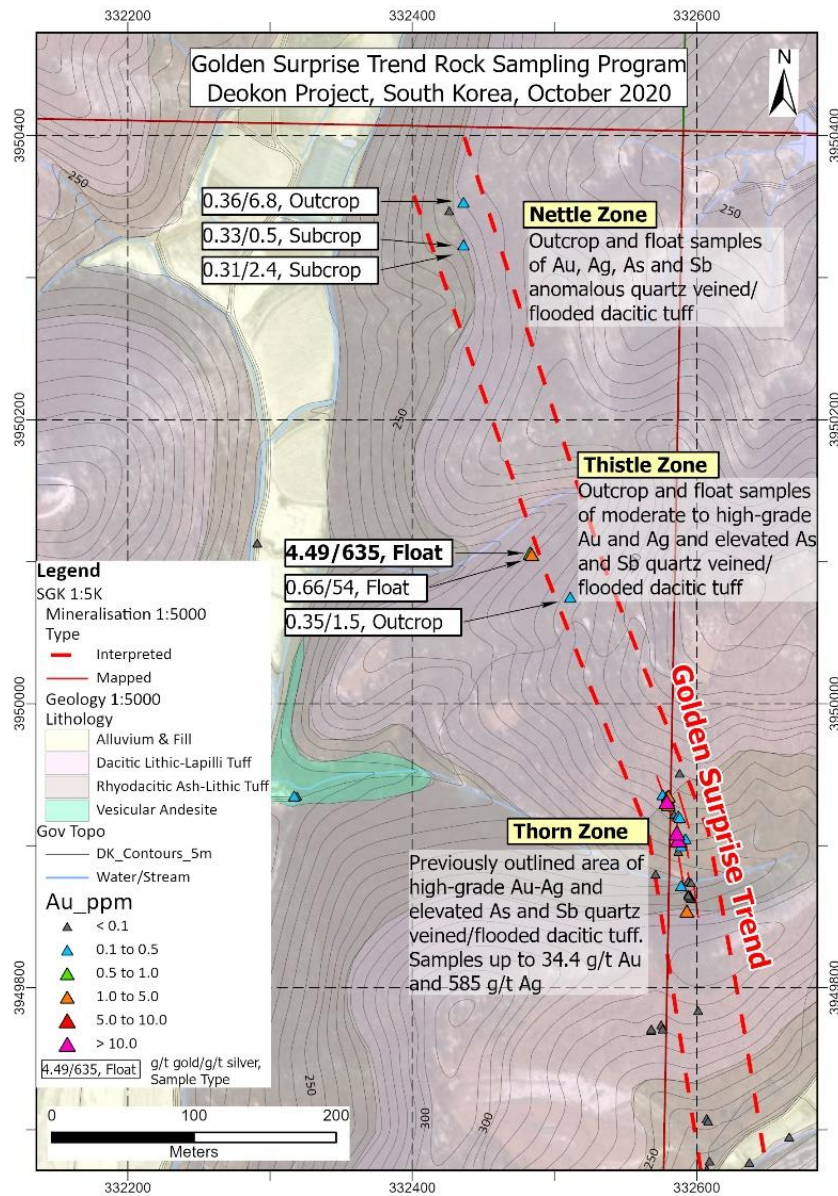 332200
332400
332600
Golden Surprise Trend Rock Sampling Program
Deokon Project, South Korea, October 2020
N
3950400
3950400
250
250
0.36/6.8, Outcrop
0.33/0.5, Subcrop
0.31/2.4, Subcrop
Nettle Zone
Outcrop and float samples
of Au, Ag, As and Sb
anomalous quartz veined/
flooded dacitic tuff
3950200
3950200
250
Thistle Zone
Outcrop and float samples
of moderate to high-grade
Au and Ag and elevated As
and Sb quartz veined/
flooded dacitic tuff
4.49/635, Float
0.66/54, Float
0.35/1.5, Outcrop
3950000
Golden Surprise Trend
Thorn Zone
Previously outlined area of
high-grade Au-Ag and
elevated As and Sb quartz
veined/flooded dacitic tuff.
Samples up to 34.4 g/t Au
and 585 g/t Ag
3949800
250
300
300
250
Legend
SGK 1:5K
Mineralisation 1:5000
Type
Interpreted
Mapped
Geology 1:5000
Lithology
Alluvium & Fill
Dacitic Lithic-Lapilli Tuff
Rhyodacitic Ash-Lithic Tuff
Vesicular Andesite
Gov Topo
DK_Contours_5m
Water/Stream
Au_ppm
< 0.1
0.1 to 0.5
0.5 to 1.0
1.0 to 5.0
5.0 to 10.0
> 10.0
4.49/635, Float
g/t gold/g/t silver,
Sample Type
0
100
200
Meters
332200
332400
332600